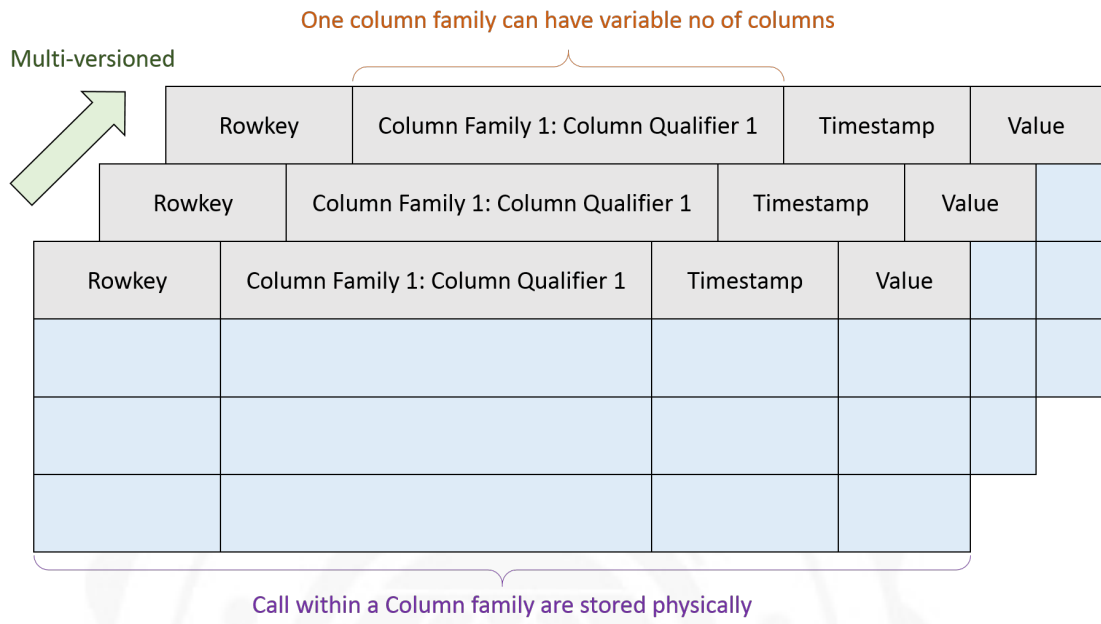 One column family can have variable no of columns
Multi-versioned
Rowkey Column Family 1: Column Qualifier 1 Timestamp Value
Rowkey Column Family 1: Column Qualifier 1 Timestamp Value
Rowkey Column Family 1: Column Qualifier 1 Timestamp Value
Call within a Column family are stored physically